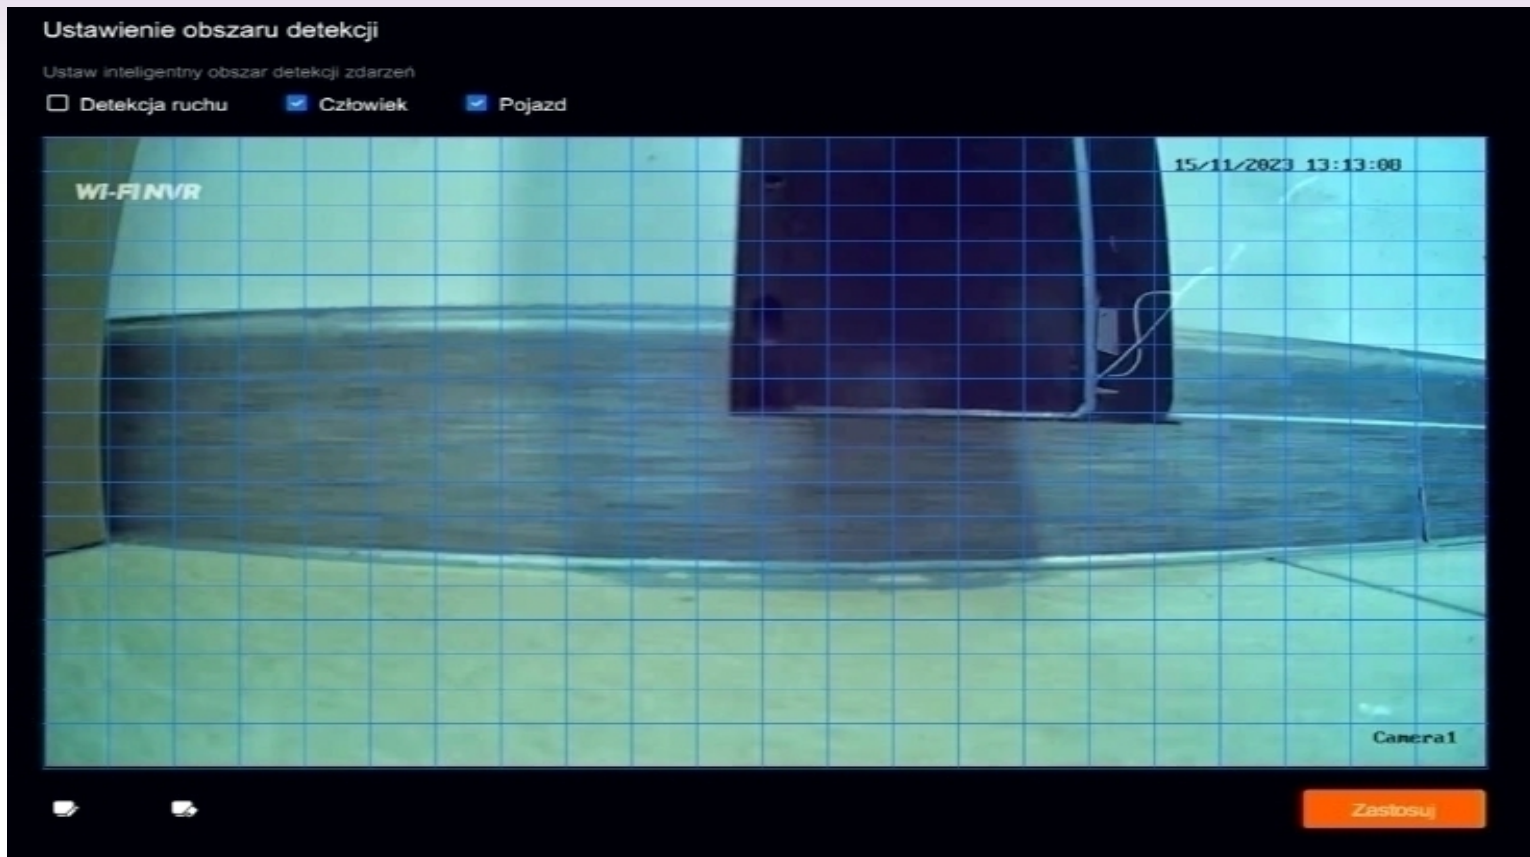 Ustawienie obszaru detekcji
Ustaw inteligentny obszar detekcji zdarzeń
Detekcja ruchu Człowiek Pojazd
15/11/2023 13:13:08
Wi-Fi NVR
Camera1
Zastosuj